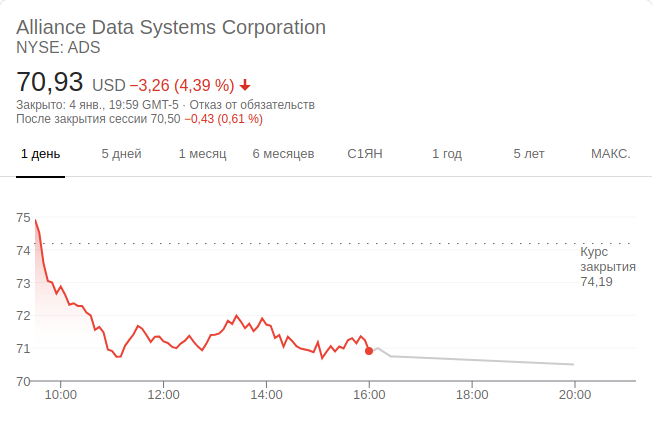 Alliance Data Systems Corporation
NYSE: ADS
70,93 USD −3,26 (4,39 %)
Закрыто: 4 янв., 19:59 GMT-5 · Отказ от обязательств
После закрытия сессии 70,50 −0,43 (0,61 %)
1 день 5 дней 1 месяц 6 месяцев С1ЯН 1 год 5 лет МАКС.
75
74
73
72
71
70
Курс
закрытия
74,19
10:00 12:00 14:00 16:00 18:00 20:00